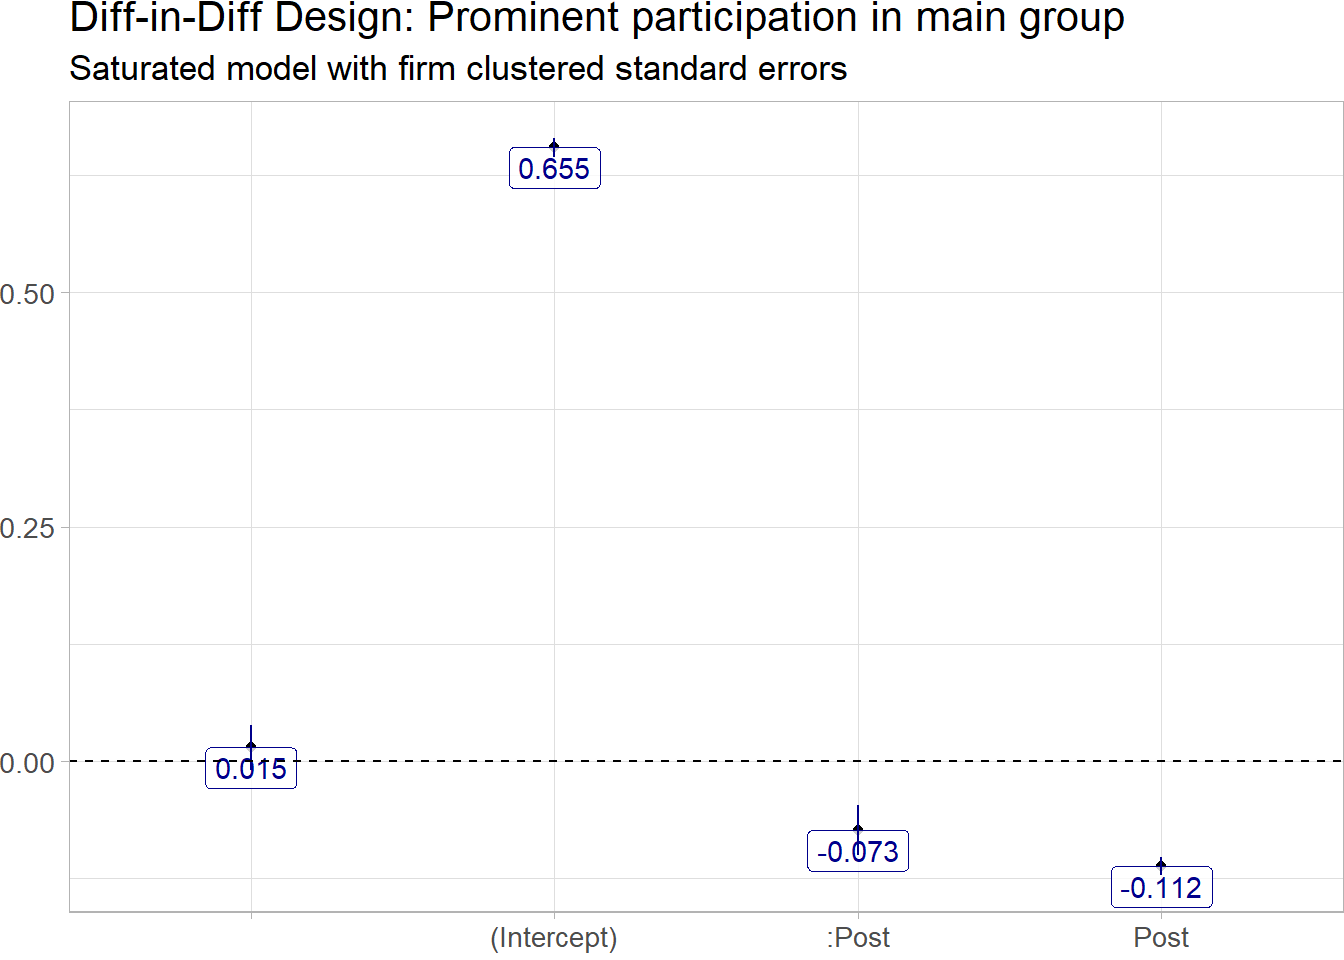 Diff-in-Diff Design: Prominent participation in main group
Saturated model with firm clustered standard errors
0.655
0.50
0.25
0.00
0.015
-0.073
-0.112
(Intercept)
:Post
Post